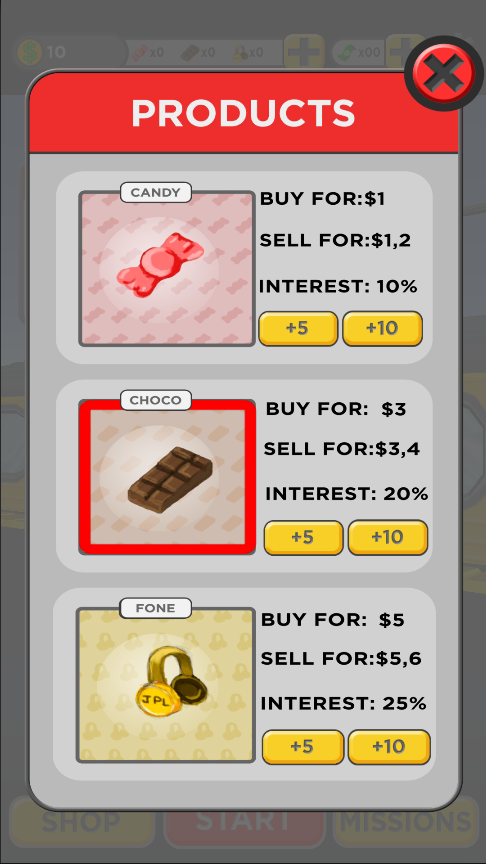 10 x0 x0 x0 x00
PRODUCTS
CANDY
BUY FOR:$1
SELL FOR:$1,2
INTEREST: 10%
+5 +10
CHOCO
BUY FOR: $3
SELL FOR:$3,4
INTEREST: 20%
+5 +10
FONE
JPL
BUY FOR: $5
SELL FOR:$5,6
INTEREST: 25%
+5 +10
SHOP START MISSIONS